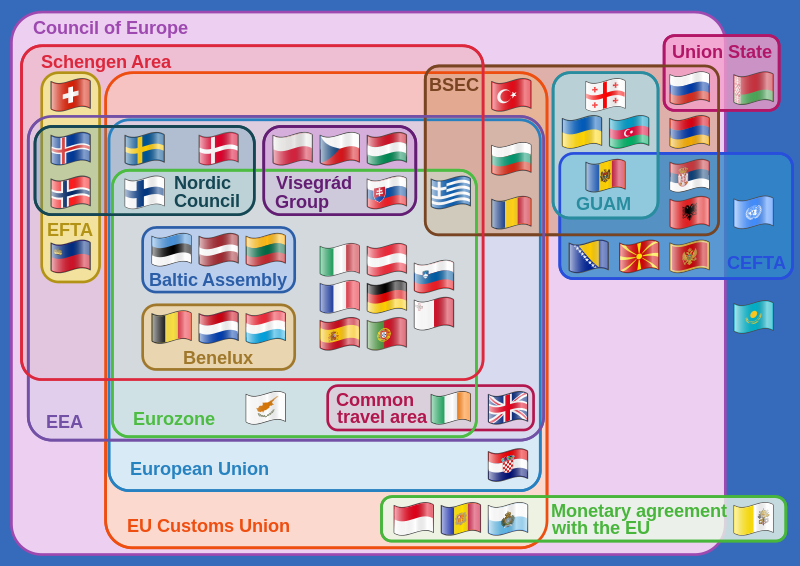 Council of Europe
Schengen Area
Union State
BSEC
Nordic
Council
Visegrád
Group
GUAM
EFTA
CEFTA
Baltic Assembly
Benelux
Common
travel area
Eurozone
EEA
European Union
EU Customs Union
Monetary agreement
with the EU